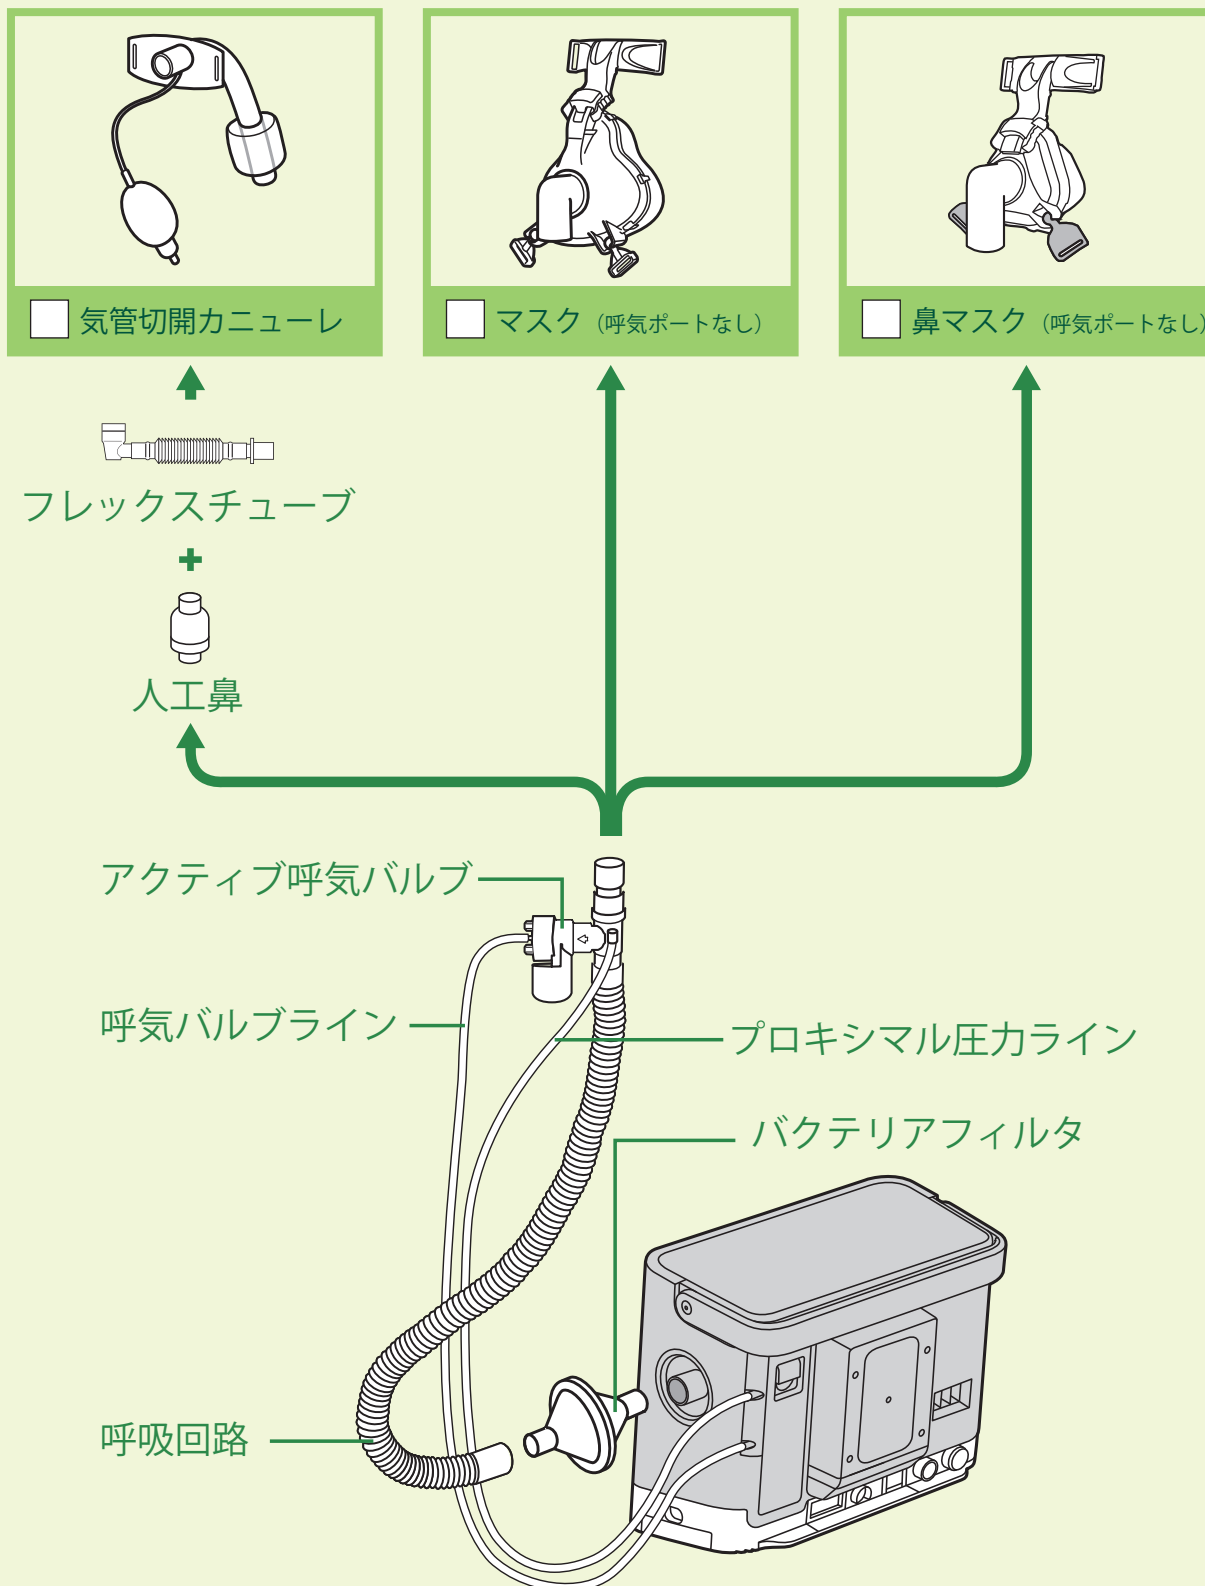 気管切開カニューレ
マスク（呼気ポートなし）
鼻マスク（呼気ポートなし）
フレックスチューブ
+
人工鼻
アクティブ呼気バルブ
呼気バルブライン
プロキシマル圧力ライン
バクテリアフィルタ
呼吸回路